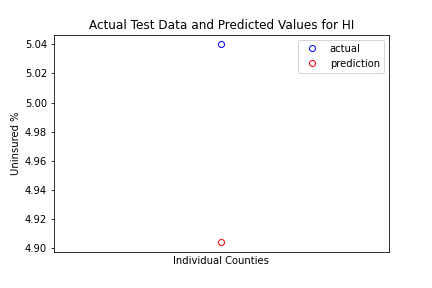 Actual Test Data and Predicted Values for HI
actual
prediction
5.04
5.02
5.00
4.98
4.96
4.94
4.92
4.90
Uninsured %
Individual Counties